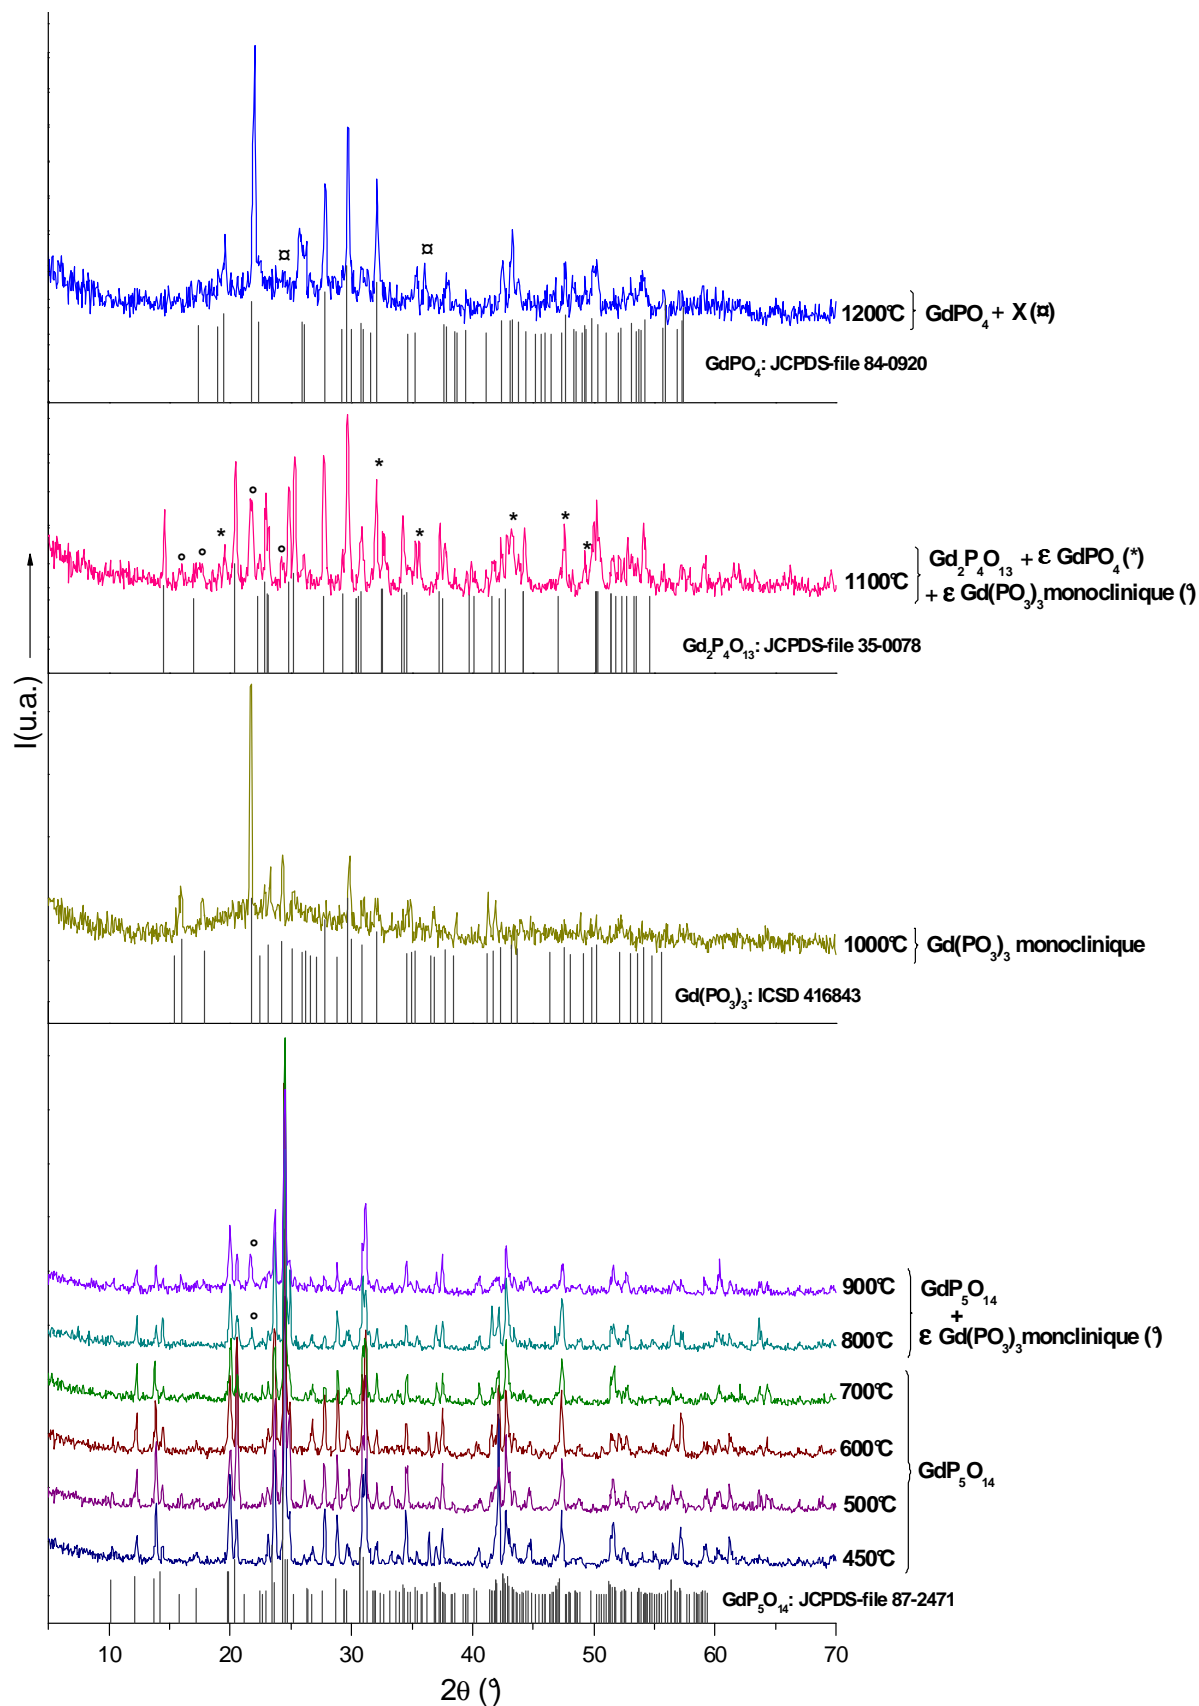 ¤
¤
1200°C } GdPO₄ + X (¤)
GdPO₄: JCPDS-file 84-0920
*
°
*
*
*
*
*
° ° °
1100°C { Gd₂P₄O₁₃ + ε GdPO₄ (*)
+ ε Gd(PO₃)₃ monoclinique (°)
Gd₂P₄O₁₃: JCPDS-file 35-0078
I(u.a.)
1000°C } Gd(PO₃)₃ monoclinique
Gd(PO₃)₃: ICSD 416843
°
900°C
GdP₅O₁₄
+
°
800°C
ε Gd(PO₃)₃ monclinique (°)
700°C
600°C
GdP₅O₁₄
500°C
450°C
GdP₅O₁₄: JCPDS-file 87-2471
10 20 30 40 50 60 70
2θ (°)